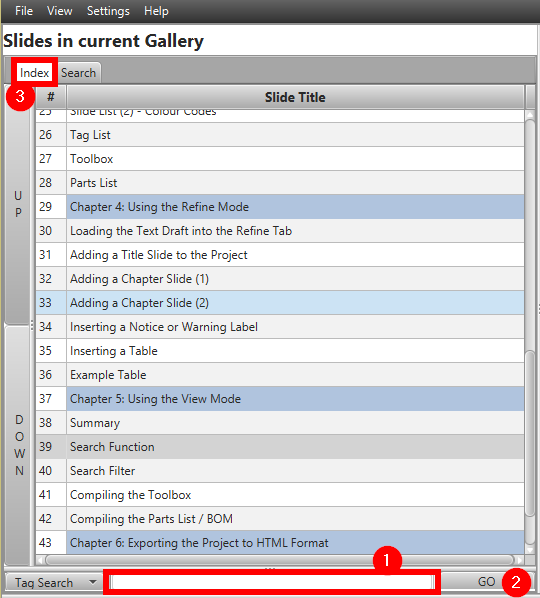 File View Settings Help
Slides in current Gallery
Index Search
3
# Slide Title
25 Slide List (2) - Colour Codes
26 Tag List
27 Toolbox
28 Parts List
29 Chapter 4: Using the Refine Mode
30 Loading the Text Draft into the Refine Tab
31 Adding a Title Slide to the Project
32 Adding a Chapter Slide (1)
33 Adding a Chapter Slide (2)
34 Inserting a Notice or Warning Label
35 Inserting a Table
36 Example Table
37 Chapter 5: Using the View Mode
38 Summary
39 Search Function
40 Search Filter
41 Compiling the Toolbox
42 Compiling the Parts List / BOM
43 Chapter 6: Exporting the Project to HTML Format
UP
DOWN
1
Tag Search GO 2